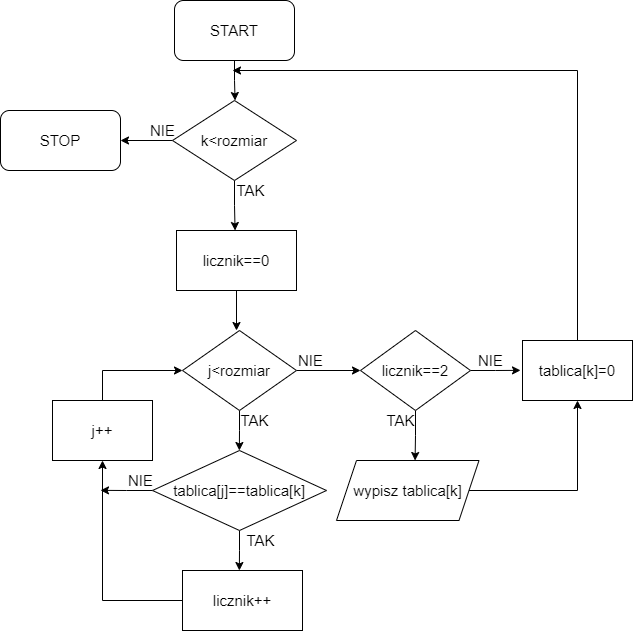 START
k<rozmiar
NIE
STOP
TAK
licznik==0
j<rozmiar
NIE
licznik==2
NIE
tablica[k]=0
j++
TAK
TAK
NIE
tablica[j]==tablica[k]
wypisz tablica[k]
TAK
licznik++